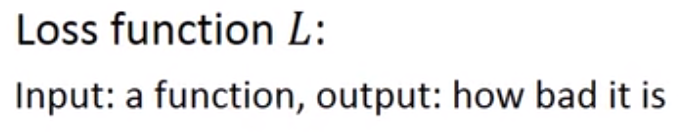 Loss function L:
Input: a function, output: how bad it is